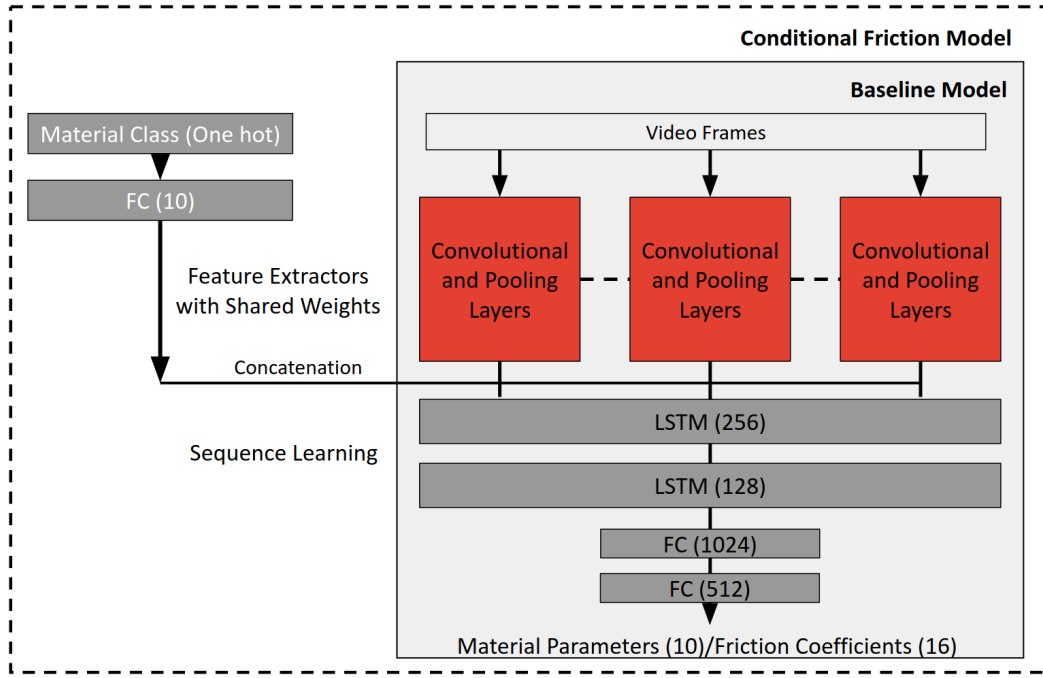 Conditional Friction Model
Baseline Model
Material Class (One hot)
FC (10)
Video Frames
Convolutional
and Pooling
Layers
Convolutional
and Pooling
Layers
Convolutional
and Pooling
Layers
Feature Extractors
with Shared Weights
Concatenation
LSTM (256)
Sequence Learning
LSTM (128)
FC (1024)
FC (512)
Material Parameters (10)/Friction Coefficients (16)